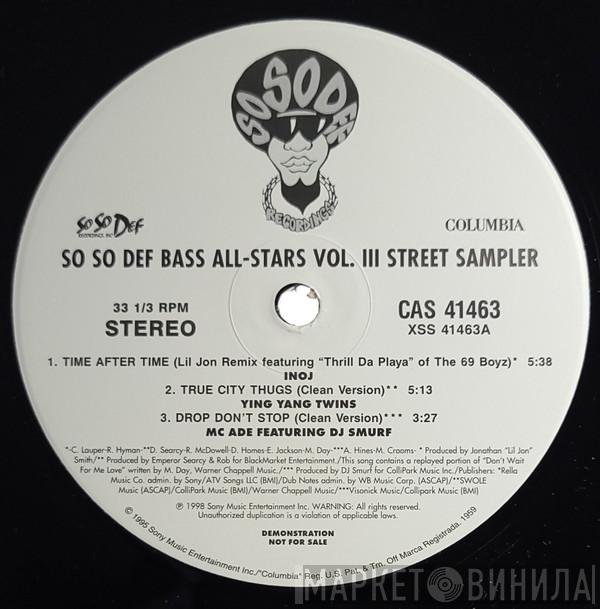 SO SO DEF
RECORDINGS
So So Def
RECORDINGS, INC
COLUMBIA
SO SO DEF BASS ALL-STARS VOL. III STREET SAMPLER
33 1/3 RPM
STEREO
CAS 41463
XSS 41463A
1. TIME AFTER TIME (Lil Jon Remix featuring "Thrill Da Playa" of The 69 Boyz)* 5:38
INOJ
2. TRUE CITY THUGS (Clean Version)** 5:13
YING YANG TWINS
3. DROP DON'T STOP (Clean Version)*** 3:27
MC ADE FEATURING DJ SMURF
*-C. Lauper-R. Hyman-**D. Searcy-R. McDowell-D. Homes-E. Jackson-M. Day-***A. Hines-M. Crooms- * Produced by Jonathan "Lil Jon"
Smith/** Produced by Emperor Searcy & Rob for BlackMarket Entertainment./This song contains a replayed portion of "Don't Wait
For Me Love" written by M. Day, Warner Chappell Music./*** Produced by DJ Smurf for ColliPark Music Inc./Publishers: *Rella
Music Co. admin. by Sony/ATV Songs LLC (BMI)/Dub Notes admin. by WB Music Corp. (ASCAP)/**SWOLE
Music (ASCAP)/ColliPark Music (BMI)/Warner Chappell Music/***Visonick Music/ColliPark Music (BMI)
℗ 1998 Sony Music Entertainment Inc. WARNING: All rights reserved.
Unauthorized duplication is a violation of applicable laws.
DEMONSTRATION
NOT FOR SALE
© 1995 Sony Music Entertainment Inc./"Columbia" Reg. U.S. Pat. & Tm. Off Marca Registrada. 1959
МАРКЕТ ВИНИЛА